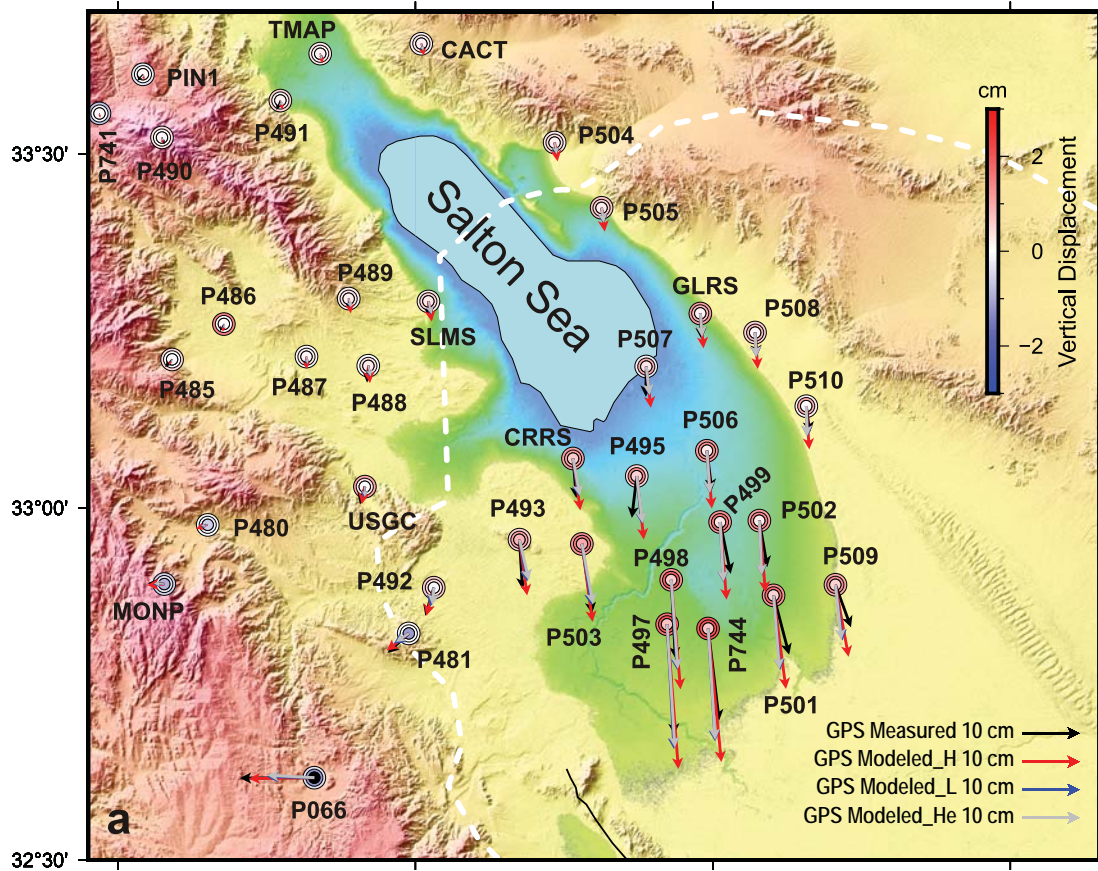 TMAP
CACT
PIN1
cm
P741
P491
P490
P504
33°30'
2
P505
Salton Sea
0
Vertical Displacement
P489
P486
GLRS
P508
SLMS
P507
−2
P485
P487
P488
P510
P506
CRRS
P495
P499
33°00'
P493
USGC
P502
P480
P498
P509
P492
MONP
P503
P497
P744
P481
P501
GPS Measured 10 cm
GPS Modeled_H 10 cm
GPS Modeled_L 10 cm
P066
GPS Modeled_He 10 cm
a
32°30'